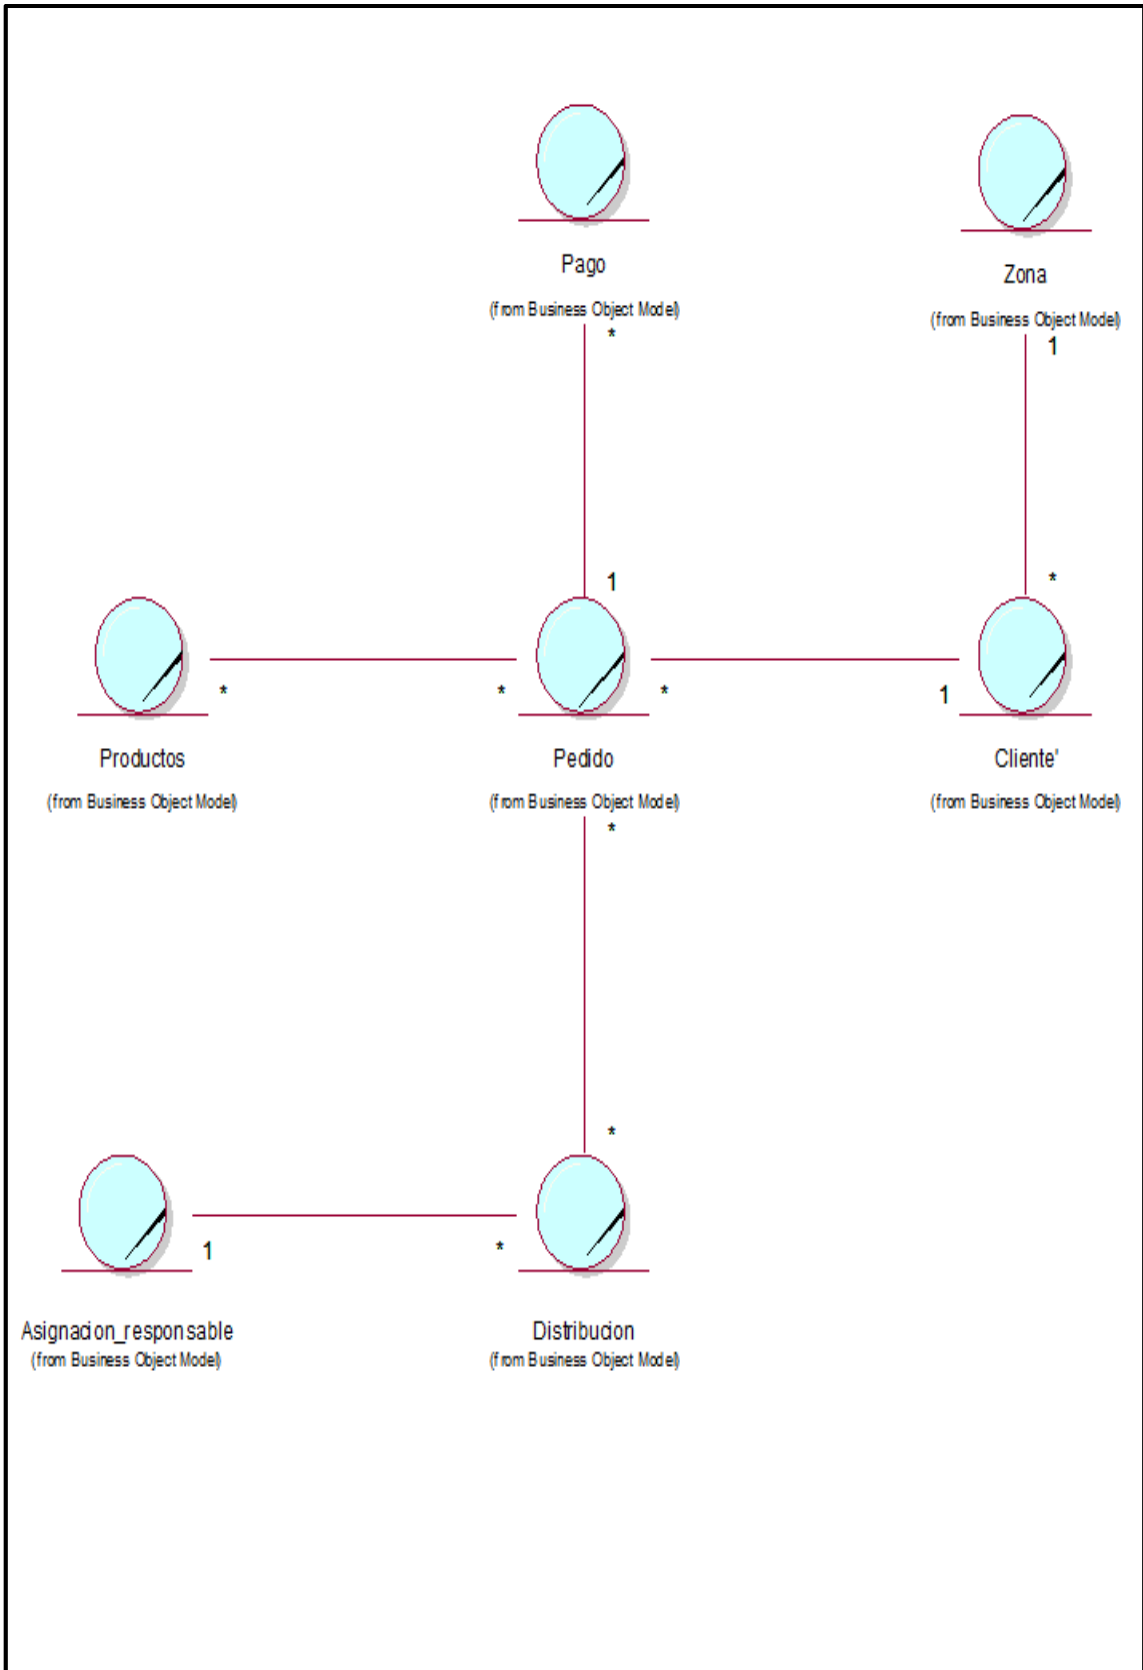 Pago
(from Business Object Model)
*
Zona
(from Business Object Model)
1
1
*
*
*
*
1
Productos
(from Business Object Model)
Pedido
(from Business Object Model)
*
Cliente'
(from Business Object Model)
*
1
*
Asignacion_responsable
(from Business Object Model)
Distribucion
(from Business Object Model)